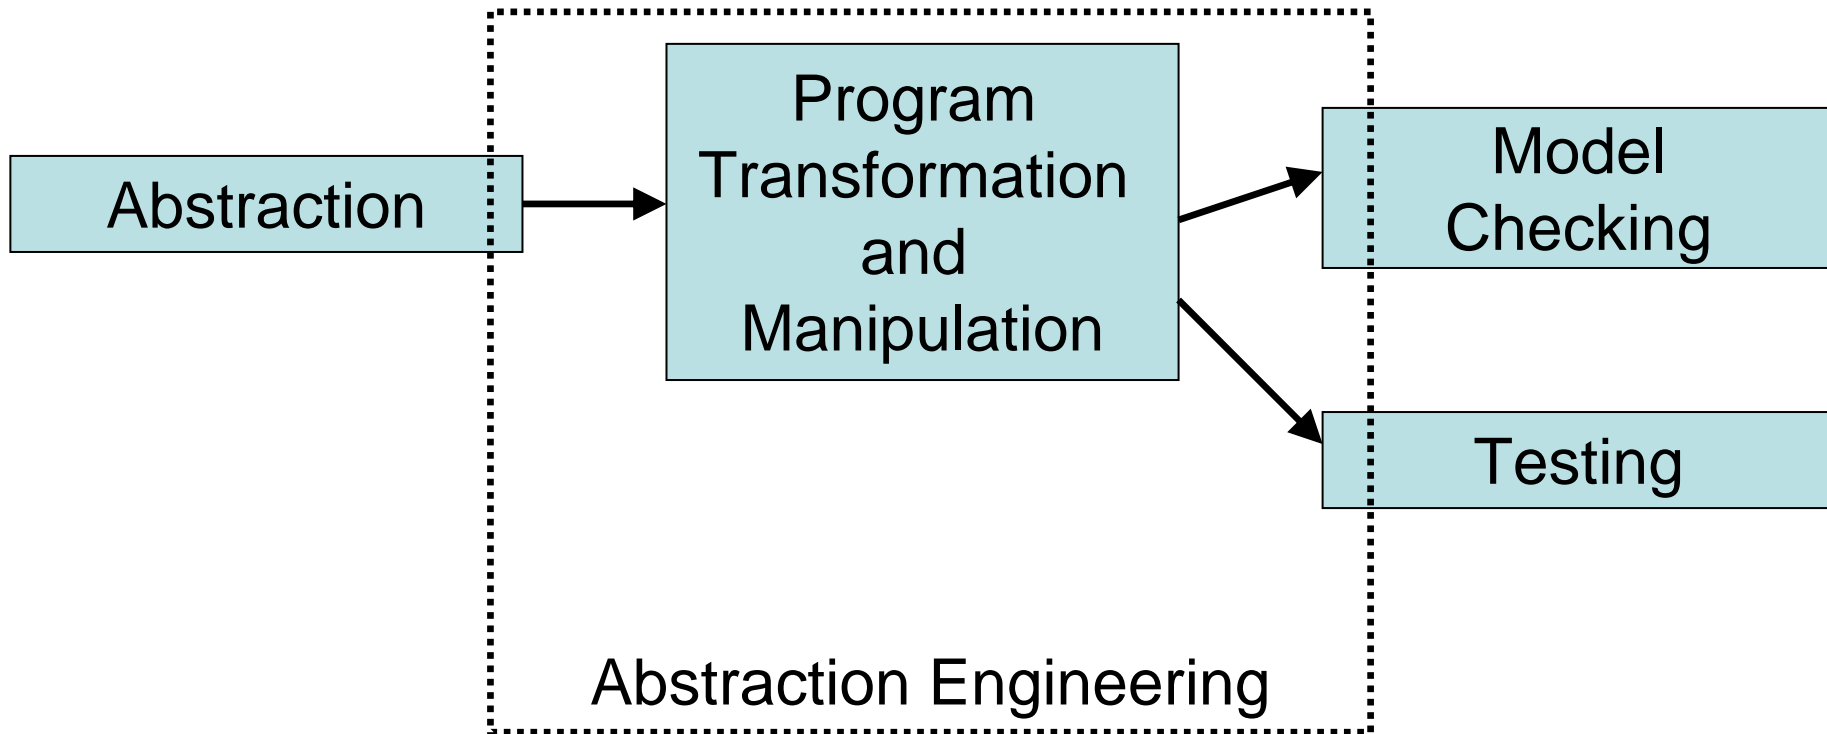 Abstraction
Program
Transformation
and
Manipulation
Model
Checking
Testing
Abstraction Engineering